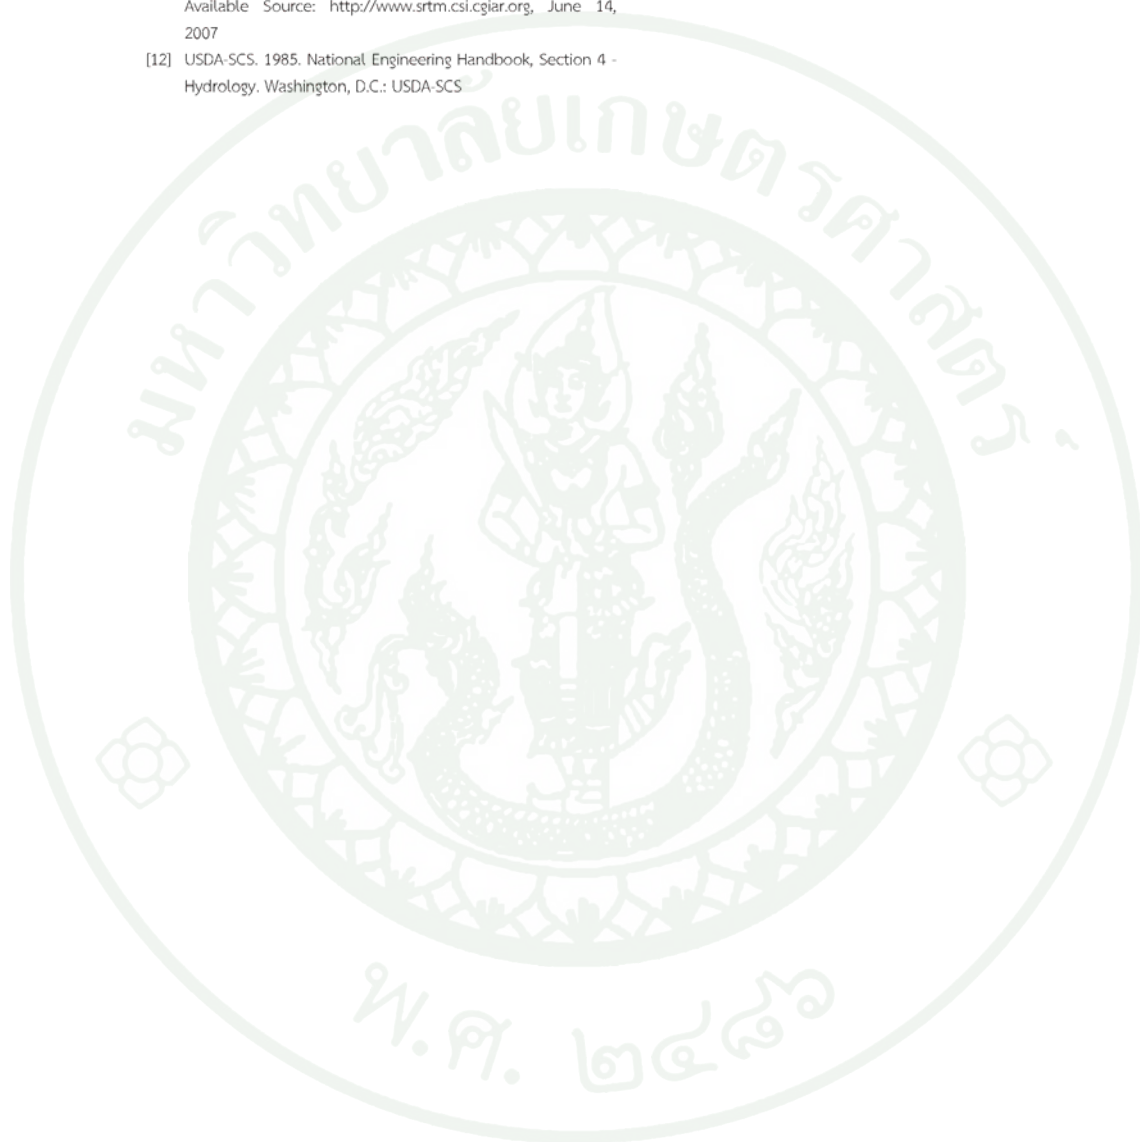 Available Source: http://www.srtm.csi.cgiar.org, June 14,
2007
[12] USDA-SCS. 1985. National Engineering Handbook, Section 4 -
Hydrology. Washington, D.C.: USDA-SCS
มหาวิทยาลัยเกษตรศาสตร์
พ.ศ. ๒๔๘๖